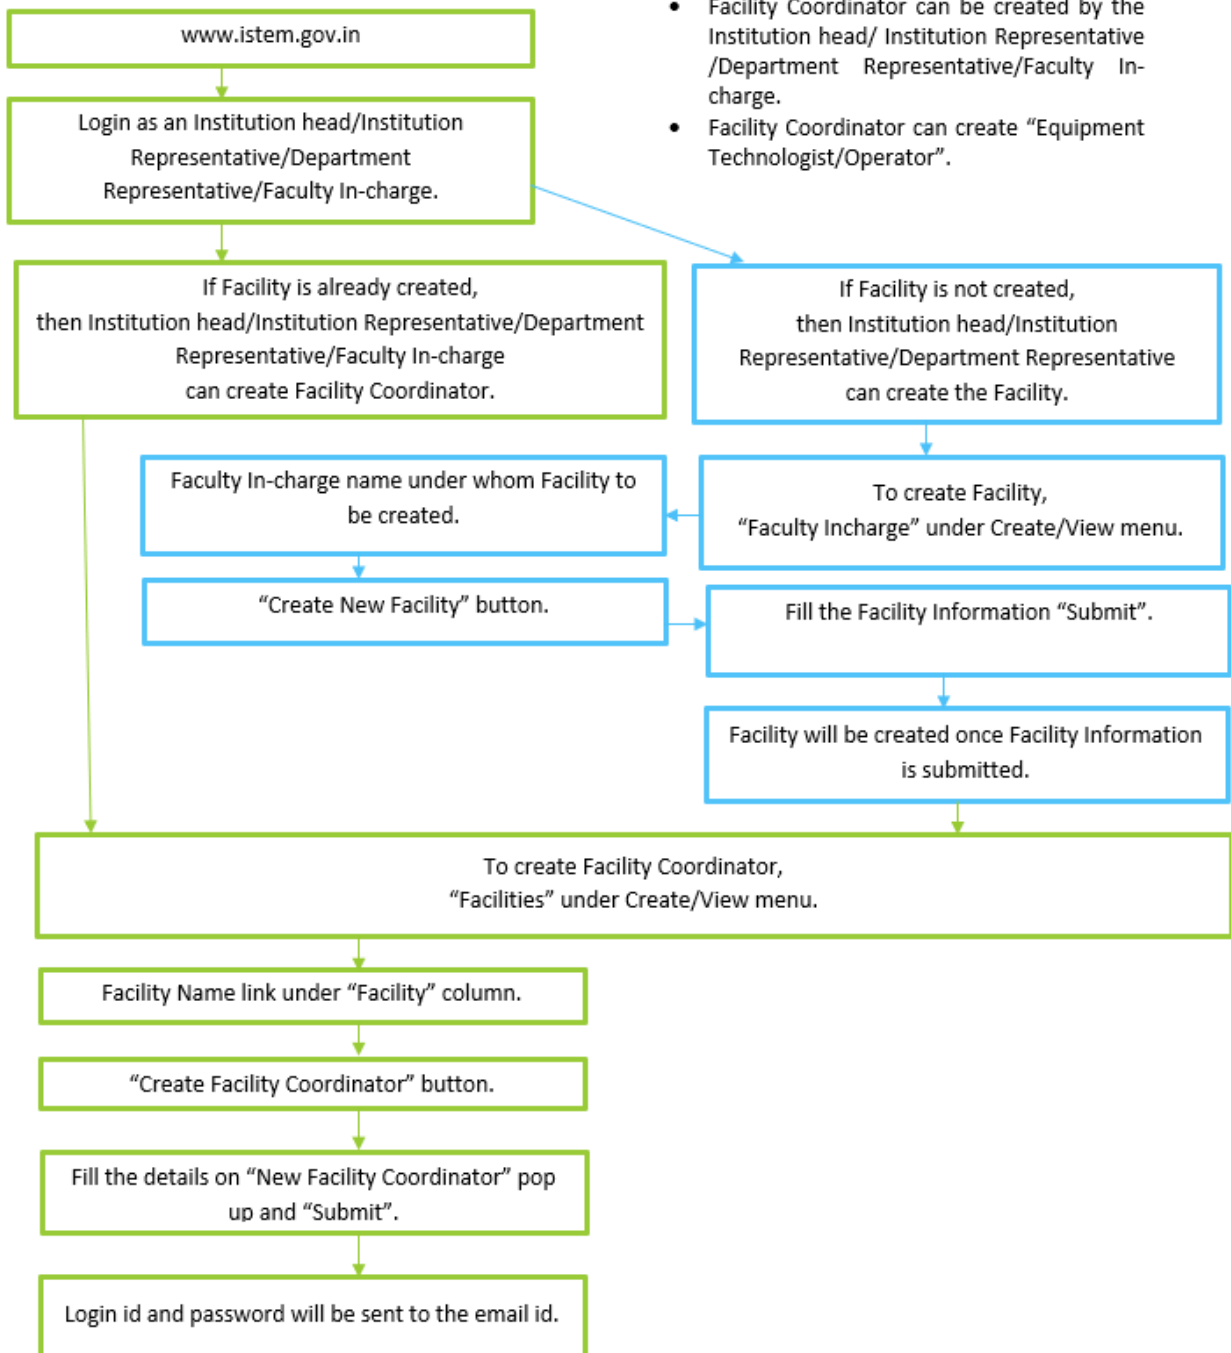 www.istem.gov.in
• Facility Coordinator can be created by the
Institution head/ Institution Representative
/Department Representative/Faculty In-
charge.
• Facility Coordinator can create “Equipment
Technologist/Operator”.
Login as an Institution head/Institution
Representative/Department
Representative/Faculty In-charge.
If Facility is already created,
then Institution head/Institution Representative/Department
Representative/Faculty In-charge
can create Facility Coordinator.
If Facility is not created,
then Institution head/Institution
Representative/Department Representative
can create the Facility.
To create Facility,
“Faculty Incharge” under Create/View menu.
Faculty In-charge name under whom Facility to
be created.
“Create New Facility” button.
Fill the Facility Information “Submit”.
Facility will be created once Facility Information
is submitted.
To create Facility Coordinator,
“Facilities” under Create/View menu.
Facility Name link under “Facility” column.
“Create Facility Coordinator” button.
Fill the details on “New Facility Coordinator” pop
up and “Submit”.
Login id and password will be sent to the email id.